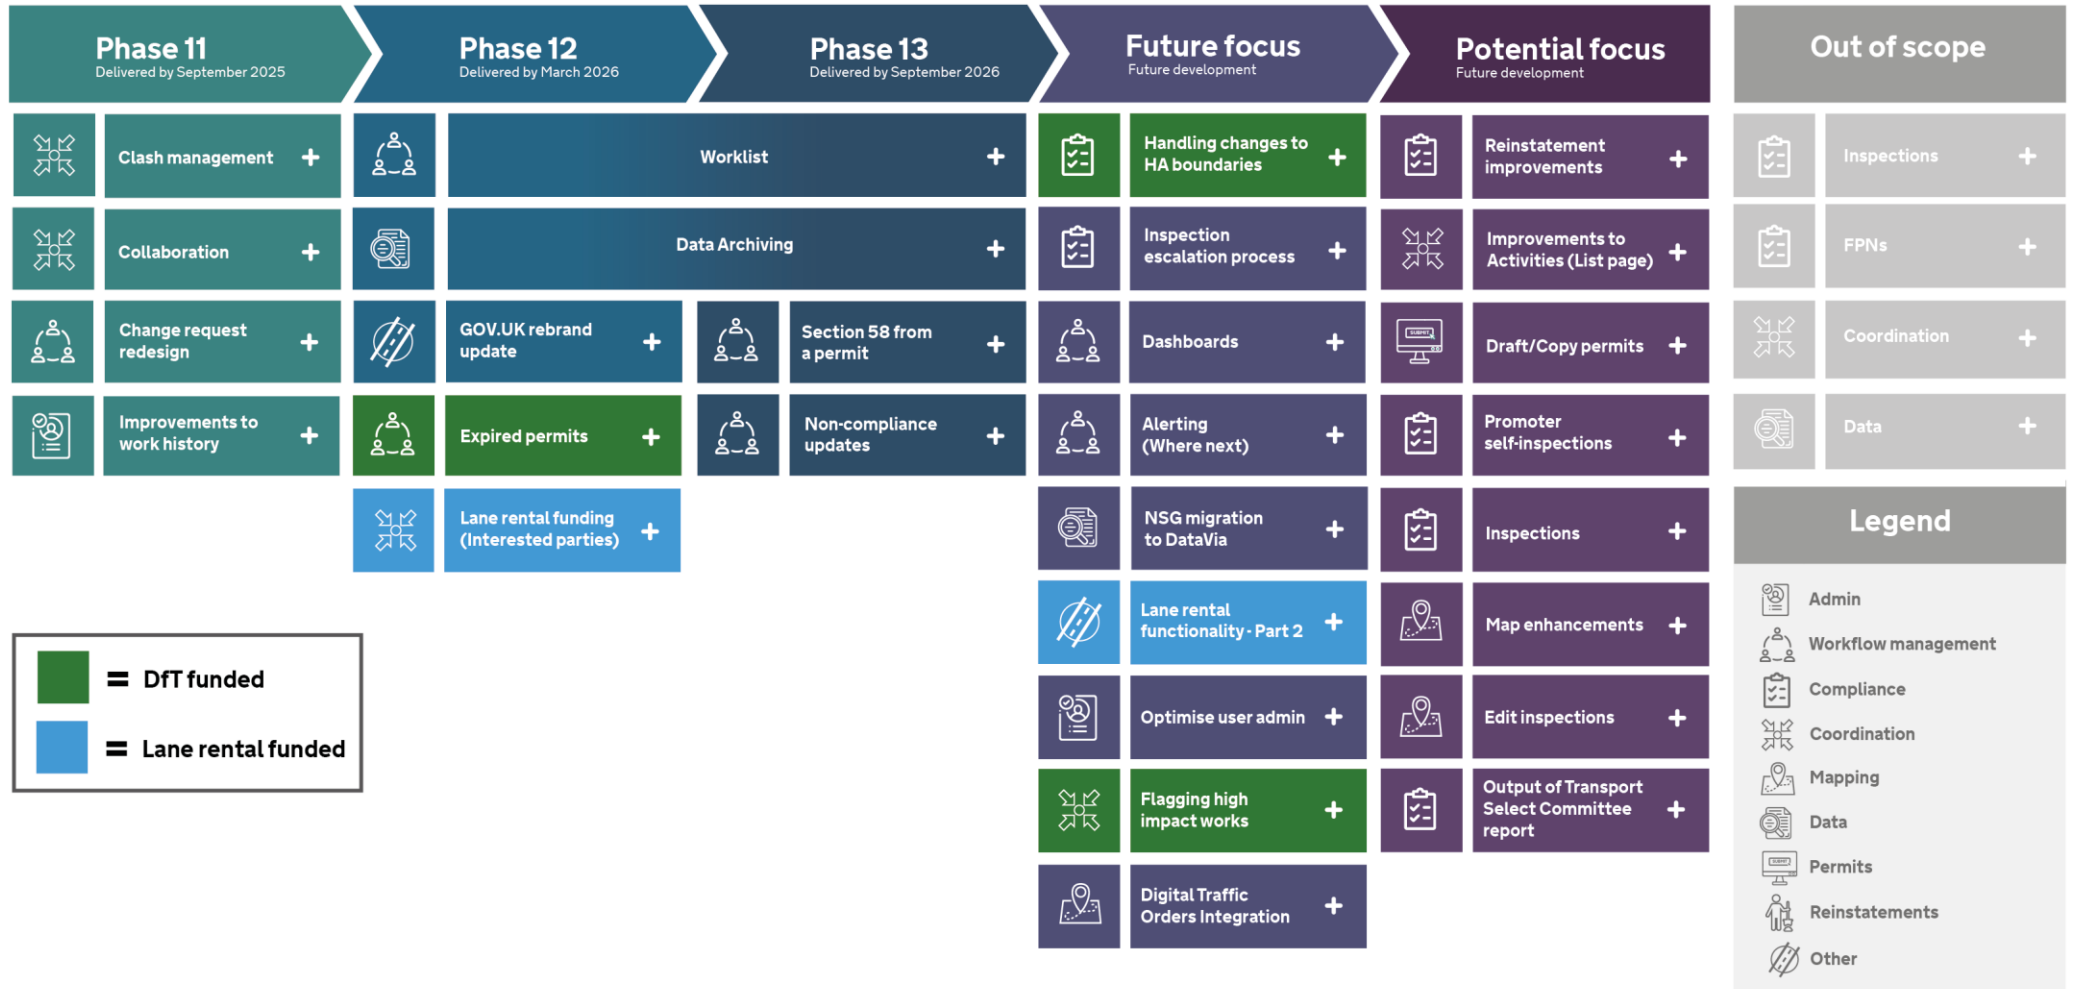 Phase 11
Delivered by September 2025
Phase 12
Delivered by March 2026
Phase 13
Delivered by September 2026
Future focus
Future development
Potential focus
Future development
Out of scope
Clash management
Collaboration
Change request
redesign
Improvements to
work history
Worklist
Data Archiving
GOV.UK rebrand
update
Expired permits
Lane rental funding
(Interested parties)
Section 58 from
a permit
Non-compliance
updates
Handling changes to
HA boundaries
Inspection
escalation process
Dashboards
Alerting
(Where next)
NSG migration
to DataVia
Lane rental
functionality - Part 2
Optimise user admin
Flagging high
impact works
Digital Traffic
Orders Integration
Reinstatement
improvements
Improvements to
Activities (List page)
SUBMIT
Draft/Copy permits
Promoter
self-inspections
Inspections
Map enhancements
Edit inspections
Output of Transport
Select Committee
report
Inspections
FPNs
Coordination
Data
Legend
Admin
Workflow management
Compliance
Coordination
Mapping
Data
SUBMIT
Permits
Reinstatements
Other
= DfT funded
= Lane rental funded